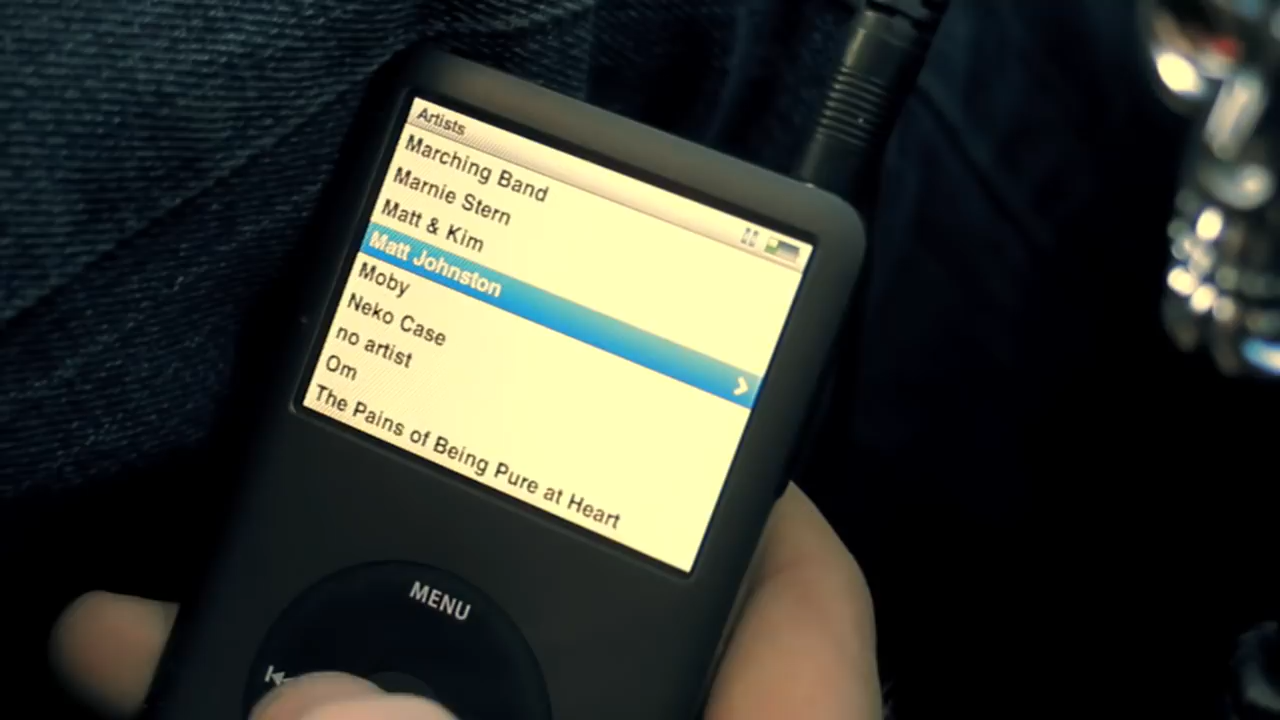 Artists
Marching Band
Marnie Stern
Matt & Kim
Matt Johnston
Moby
Neko Case
no artist
Om
The Pains of Being Pure at Heart
MENU